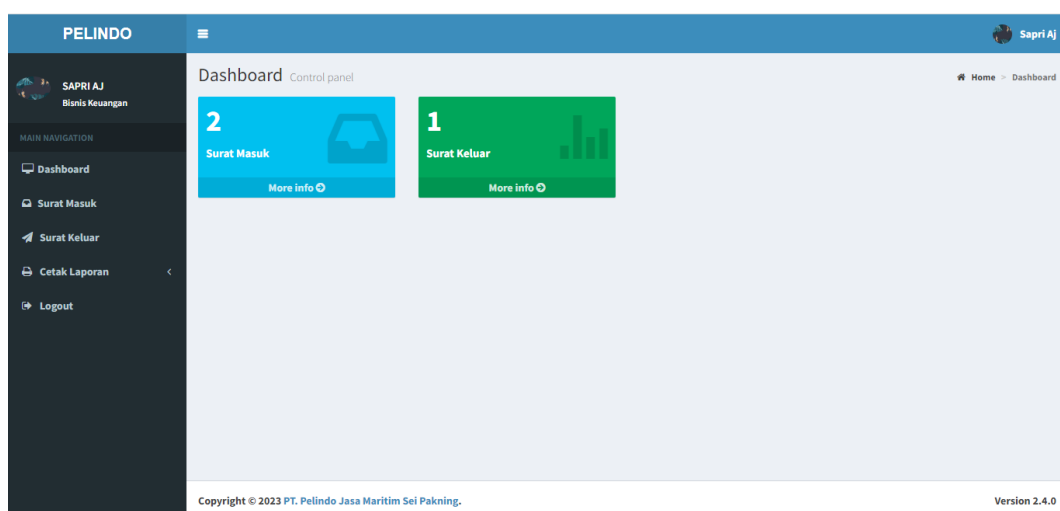 PELINDO
Sapri Aj
SAPRI AJ
Bisnis Keuangan
MAIN NAVIGATION
Dashboard
Surat Masuk
Surat Keluar
Cetak Laporan
Logout
Dashboard Control panel
Home > Dashboard
2
Surat Masuk
More info
1
Surat Keluar
More info
Copyright © 2023 PT. Pelindo Jasa Maritim Sei Pakning.
Version 2.4.0